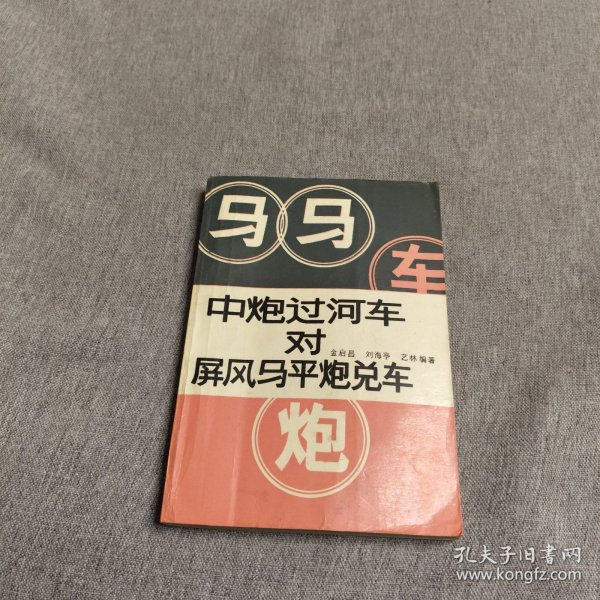 马 马
车
中炮过河车
对
金启昌 刘海亭 艺林编著
屏风马平炮兑车
炮
孔夫子旧书网
www.kongfz.com